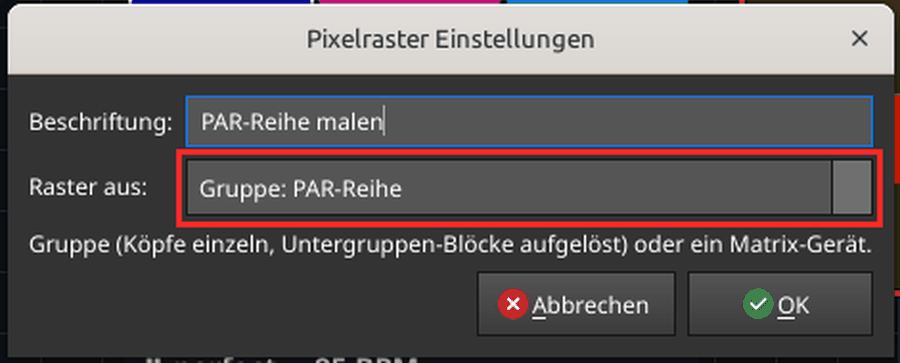 Pixelraster Einstellungen
Beschriftung: PAR-Reihe malen
Raster aus: Gruppe: PAR-Reihe
Gruppe (Köpfe einzeln, Untergruppen-Blöcke aufgelöst) oder ein Matrix-Gerät.
Abbrechen OK